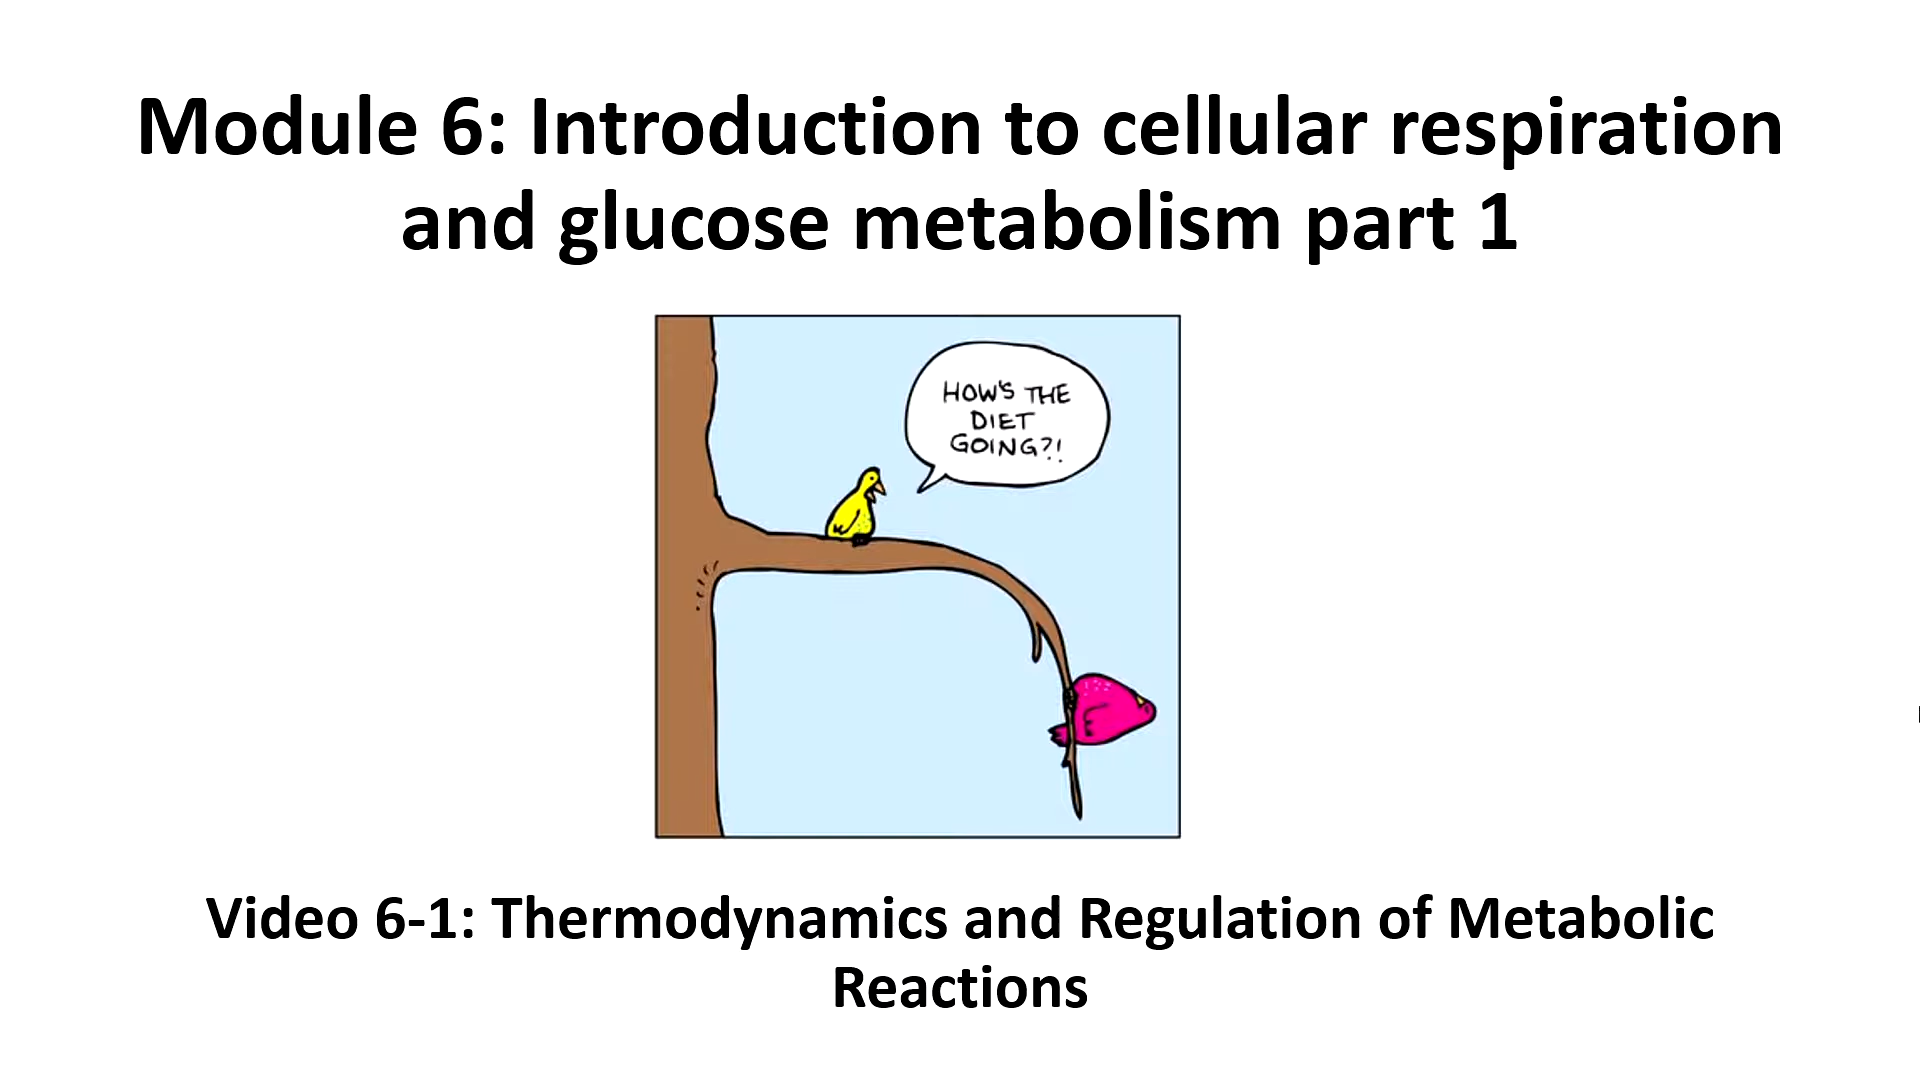 Module 6: Introduction to cellular respiration
and glucose metabolism part 1
HOW'S THE
DIET
GOING?!
Video 6-1: Thermodynamics and Regulation of Metabolic
Reactions